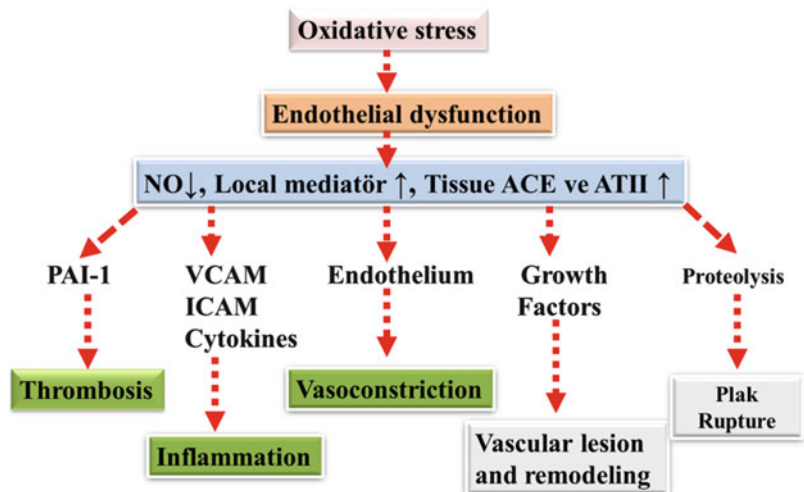 Oxidative stress
Endothelial dysfunction
NO↓, Local mediatör ↑, Tissue ACE ve ATII ↑
PAI-1
VCAM
ICAM
Cytokines
Endothelium
Growth
Factors
Proteolysis
Thrombosis
Inflammation
Vasoconstriction
Vascular lesion
and remodeling
Plak
Rupture